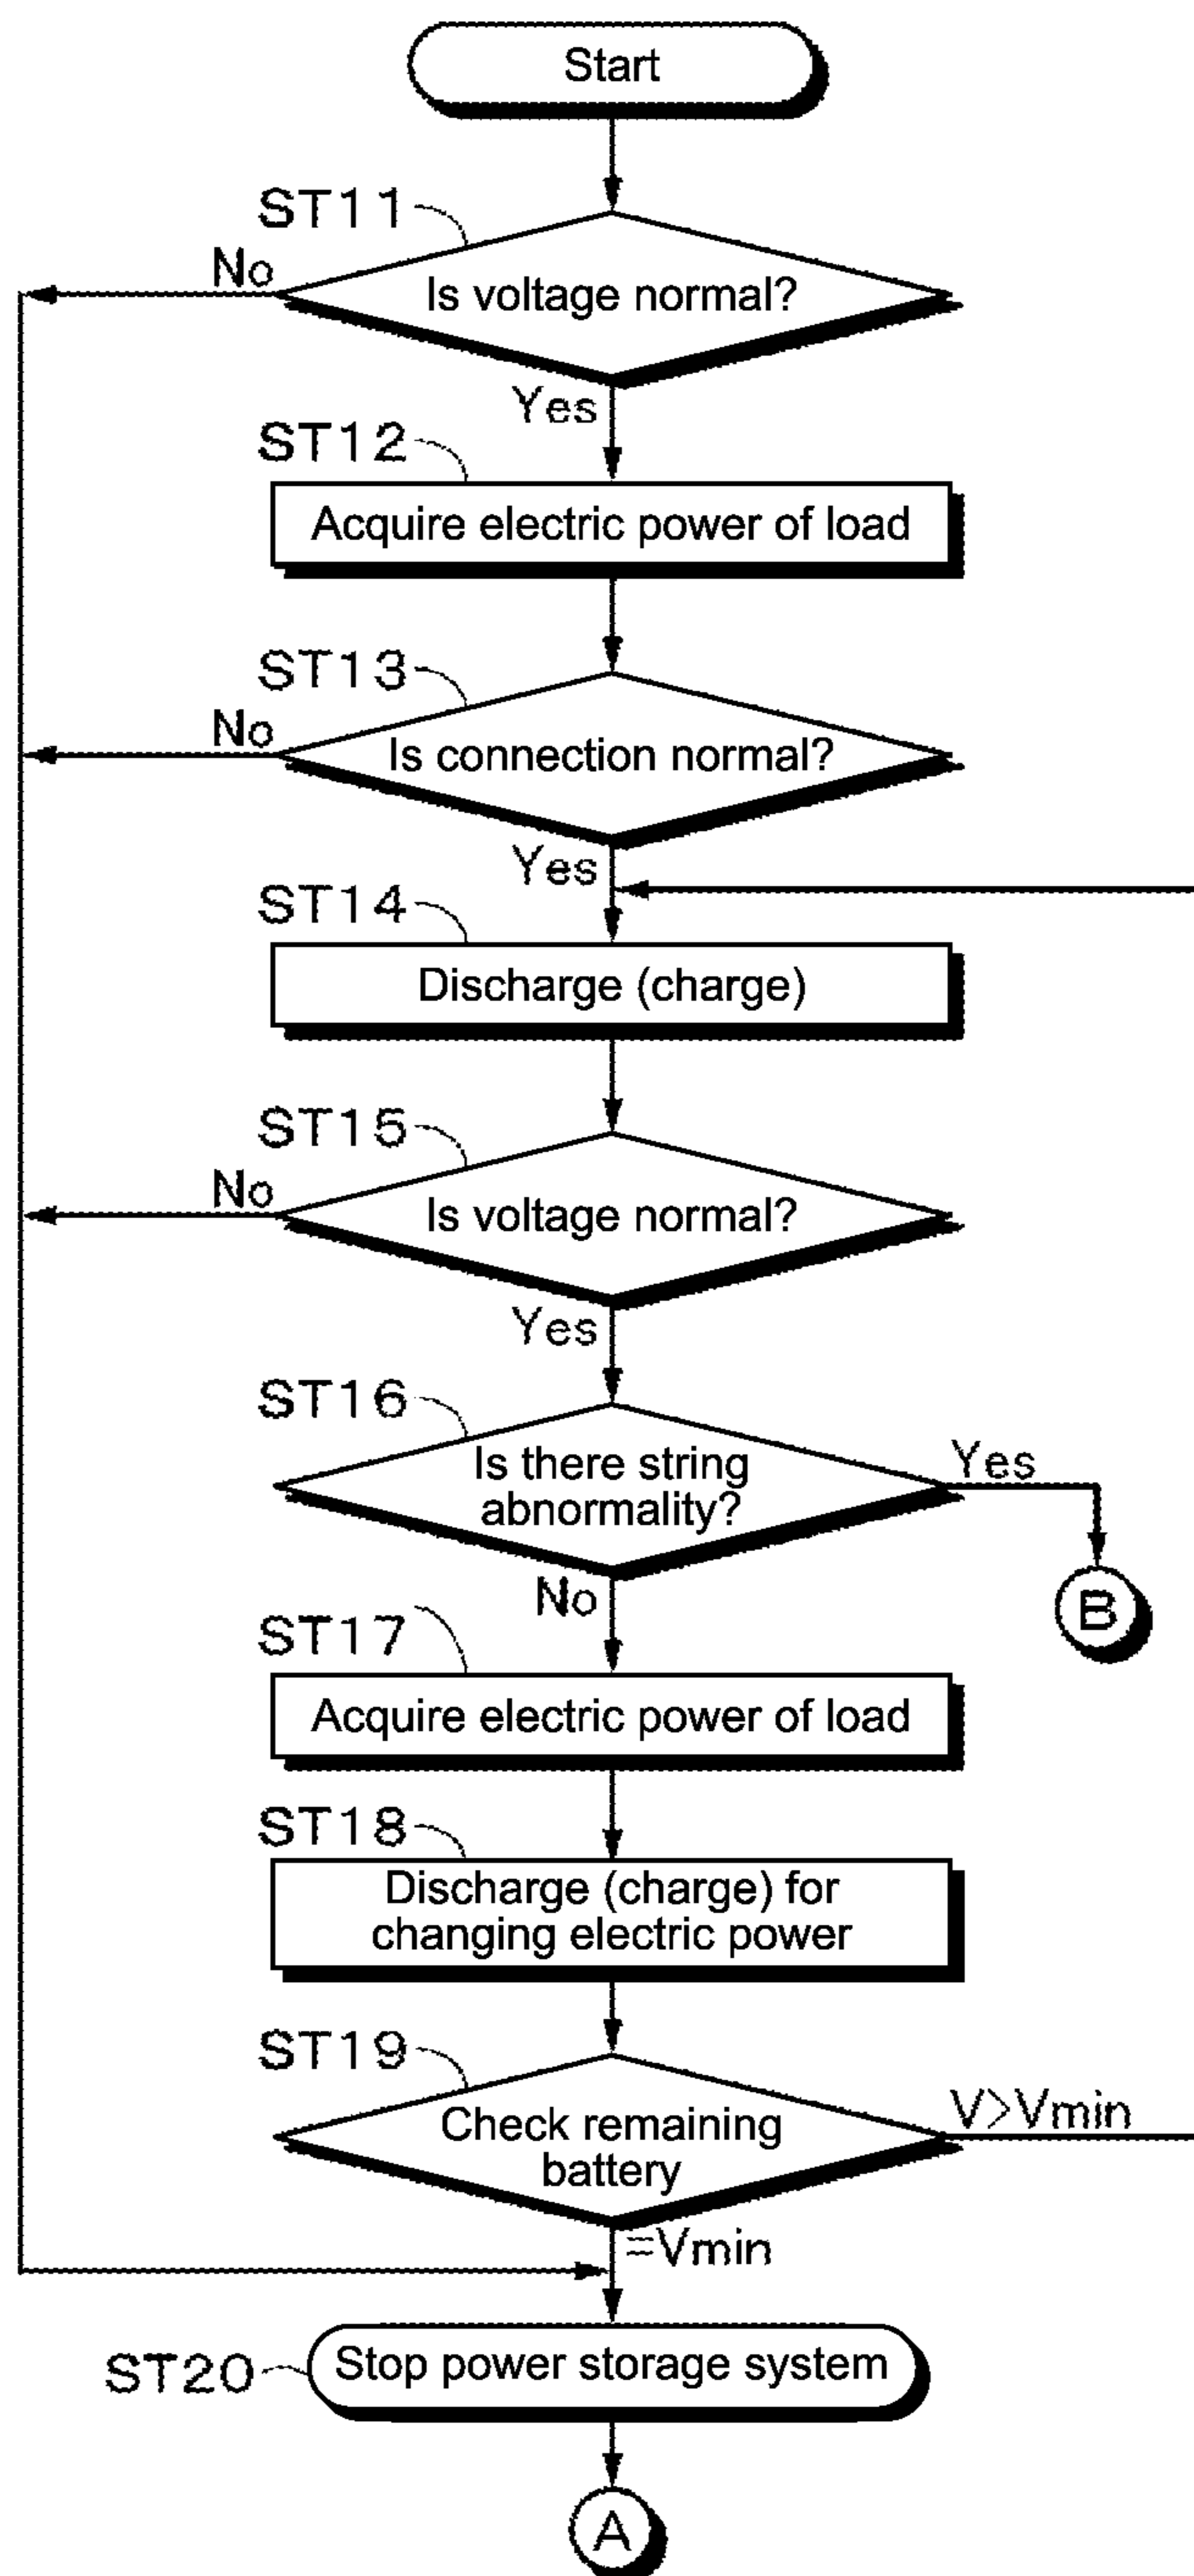 Start
ST11
No
Is voltage normal?
Yes
ST12
Acquire electric power of load
ST13
No
Is connection normal?
Yes
ST14
Discharge (charge)
ST15
No
Is voltage normal?
Yes
ST16
Is there string
abnormality?
Yes
B
No
ST17
Acquire electric power of load
ST18
Discharge (charge) for
changing electric power
ST19
Check remaining
battery
V>Vmin
=Vmin
ST20
Stop power storage system
A